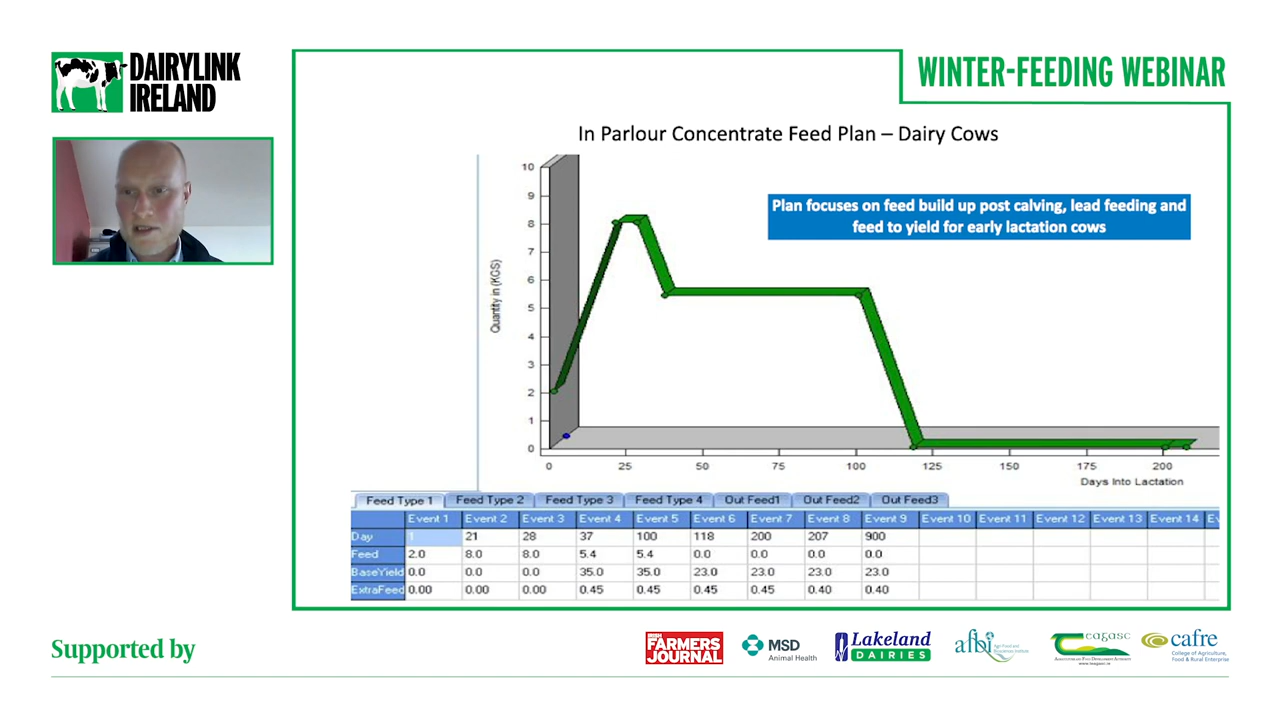 DAIRYLINK
IRELAND
WINTER-FEEDING WEBINAR
In Parlour Concentrate Feed Plan – Dairy Cows
Plan focuses on feed build up post calving, lead feeding and
feed to yield for early lactation cows
Quantity in (KGS)
10
9
8
7
6
5
4
3
2
1
0
0 25 50 75 100 125 150 175 200
Days Into Lactation
Feed Type 1 Feed Type 2 Feed Type 3 Feed Type 4 Out Feed1 Out Feed2 Out Feed3
Event 1 Event 2 Event 3 Event 4 Event 5 Event 6 Event 7 Event 8 Event 9 Event 10 Event 11 Event 12 Event 13 Event 14 Ev
Day 1 21 28 37 100 118 200 207 900
Feed 2.0 8.0 8.0 5.4 5.4 0.0 0.0 0.0 0.0
BaseYield 0.0 0.0 0.0 35.0 35.0 23.0 23.0 23.0 23.0
ExtraFeed 0.00 0.00 0.00 0.45 0.45 0.45 0.45 0.40 0.40
Supported by
IRISH
FARMERS
JOURNAL
MSD
Animal Health
Lakeland
DAIRIES
afbi
teagasc
www.teagasc.ie
cafre
College of Agriculture,
Food & Rural Enterprise